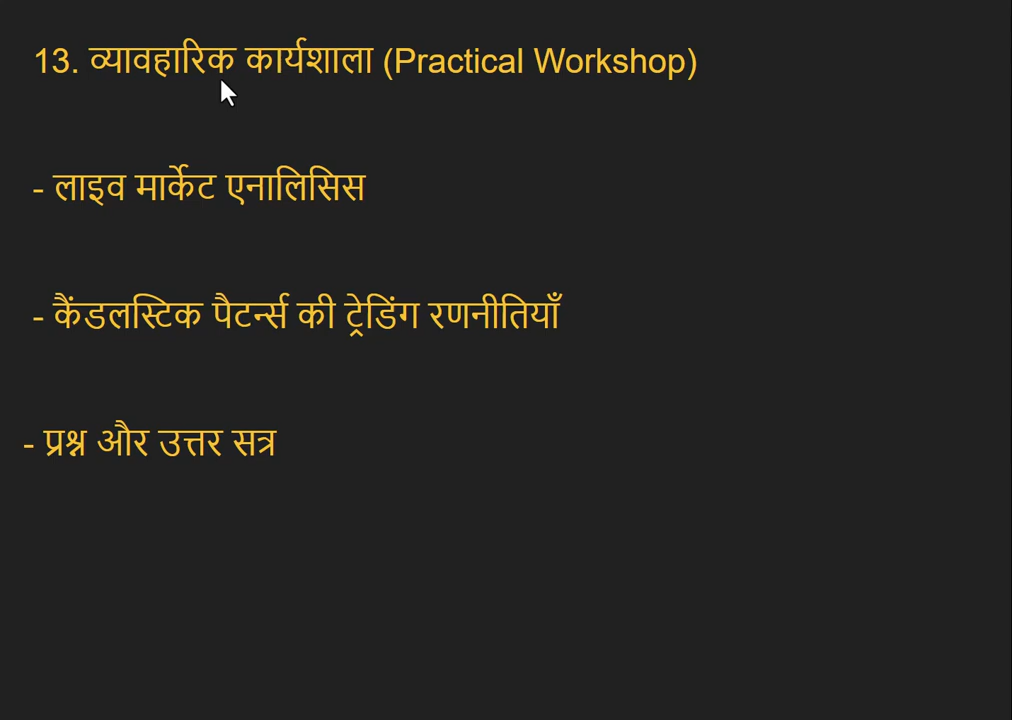 13. व्यावहारिक कार्यशाला (Practical Workshop)
- लाइव मार्केट एनालिसिस
- कैंडलस्टिक पैटर्न्स की ट्रेडिंग रणनीतियाँ
- प्रश्न और उत्तर सत्र